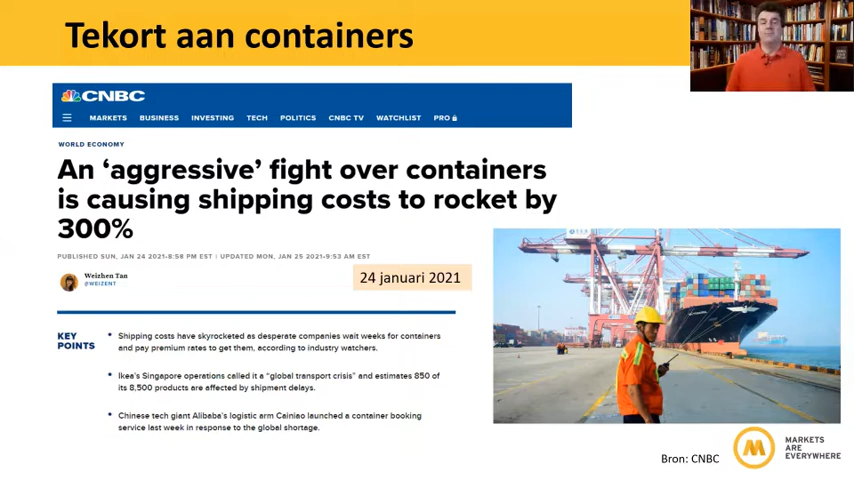 Tekort aan containers
CNBC
MARKETS BUSINESS INVESTING TECH POLITICS CNBC TV WATCHLIST PRO
WORLD ECONOMY
An ‘aggressive’ fight over containers
is causing shipping costs to rocket by
300%
PUBLISHED SUN, JAN 24 2021•8:58 PM EST | UPDATED MON, JAN 25 2021•9:53 AM EST
Weizhen Tan
@WEIZENT
24 januari 2021
KEY
POINTS
• Shipping costs have skyrocketed as desperate companies wait weeks for containers
and pay premium rates to get them, according to industry watchers.
• Ikea’s Singapore operations called it a “global transport crisis” and estimates 850 of
its 8,500 products are affected by shipment delays.
• Chinese tech giant Alibaba’s logistic arm Cainiao launched a container booking
service last week in response to the global shortage.
Bron: CNBC
M
MARKETS
ARE
EVERYWHERE